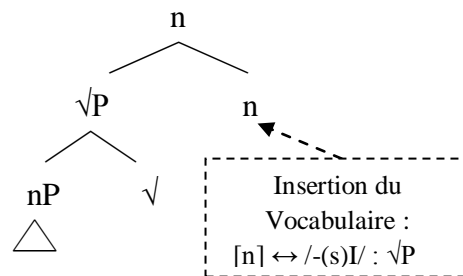 n
√P n
nP √
Insertion du
Vocabulaire :
[n] ↔ /-(s)I/ : √P